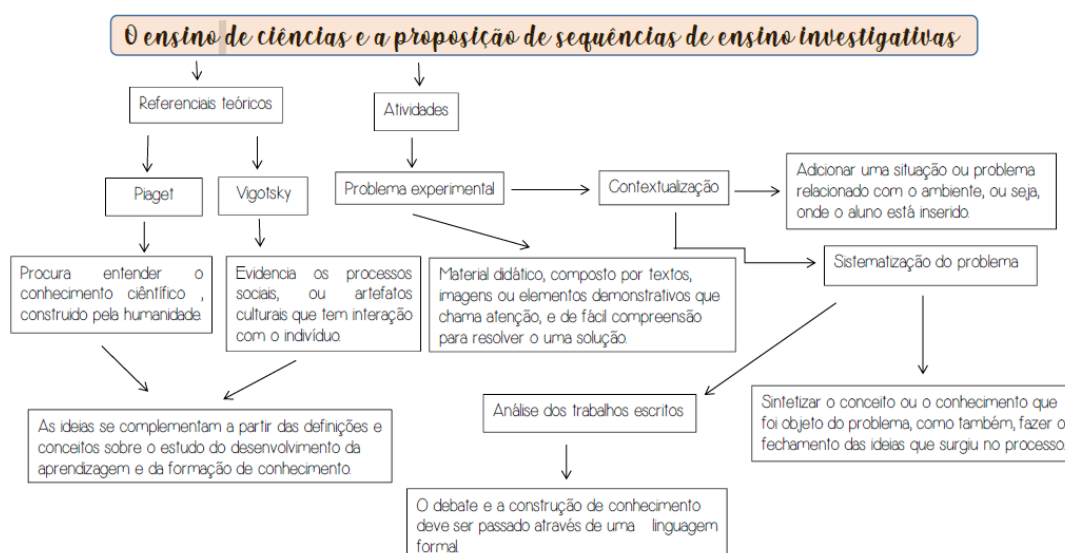 O ensino de ciências e a proposição de sequências de ensino investigativas
Referenciais teóricos
Atividades
Piaget
Vigotsky
Problema experimental
Contextualização
Adicionar uma situação ou problema
relacionado com o ambiente, ou seja,
onde o aluno está inserido.
Procura entender o
conhecimento ciêntífico ,
construido pela humanidade.
Evidencia os processos
sociais, ou artefatos
culturais que tem interação
com o indivíduo.
Material didático, composto por textos,
imagens ou elementos demonstrativos que
chama atenção, e de fácil compreensão
para resolver o uma solução.
Sistematização do problema
As ideias se complementam a partir das definições e
conceitos sobre o estudo do desenvolvimento da
aprendizagem e da formação de conhecimento.
Análise dos trabalhos escritos
Sintetizar o conceito ou o conhecimento que
foi objeto do problema, como também, fazer o
fechamento das ideias que surgiu no processo.
O debate e a construção de conhecimento
deve ser passado através de uma linguagem
formal.